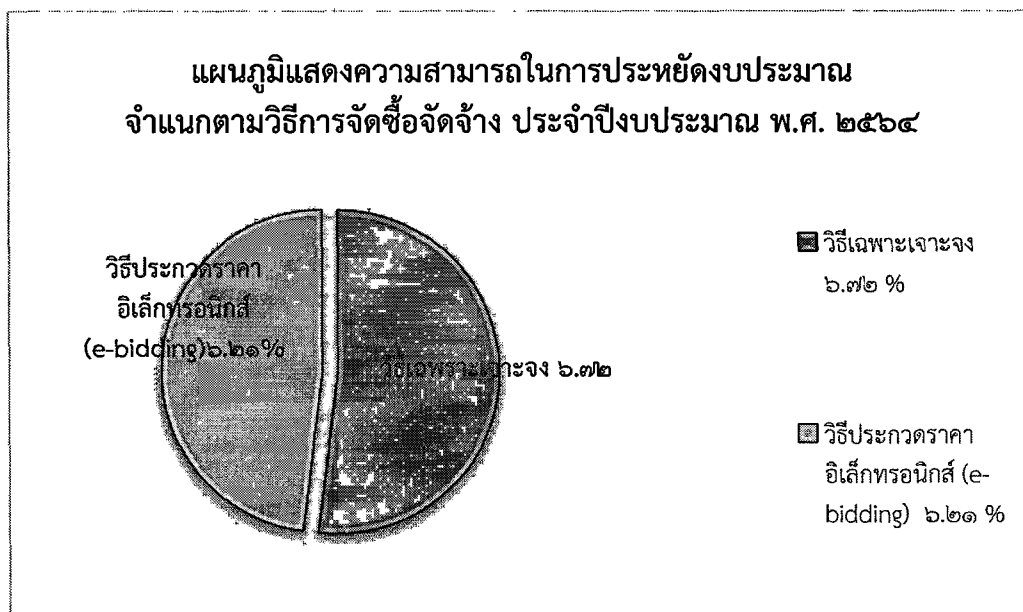 แผนภูมิแสดงความสามารถในการประหยัดงบประมาณ
จำแนกตามวิธีการจัดซื้อจัดจ้าง ประจำปีงบประมาณ พ.ศ. ๒๕๖๔
วิธีประกวดราคา
อิเล็กทรอนิกส์
(e-bidding)๖.๒๑%
วิธีเฉพาะเจาะจง ๖.๗๒
วิธีเฉพาะเจาะจง
๖.๗๒ %
วิธีประกวดราคา
อิเล็กทรอนิกส์ (e-
bidding) ๖.๒๑ %